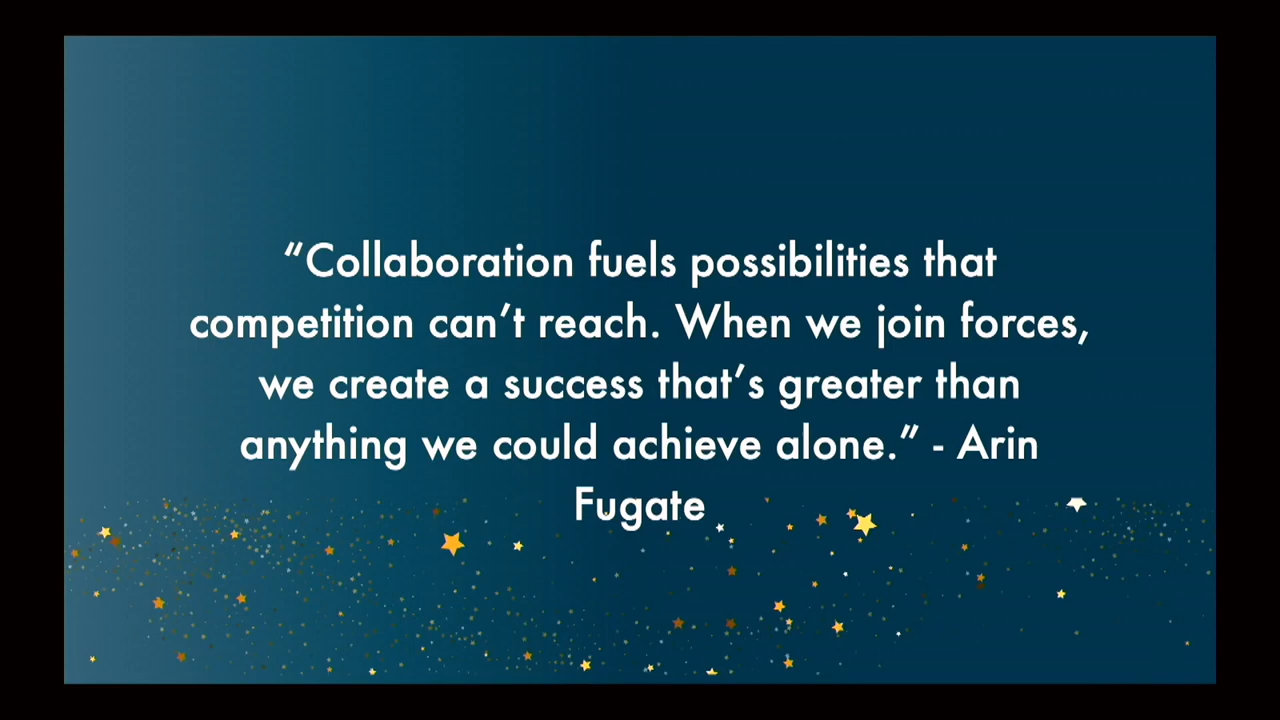 “Collaboration fuels possibilities that
competition can’t reach. When we join forces,
we create a success that’s greater than
anything we could achieve alone.” - Arin
Fugate